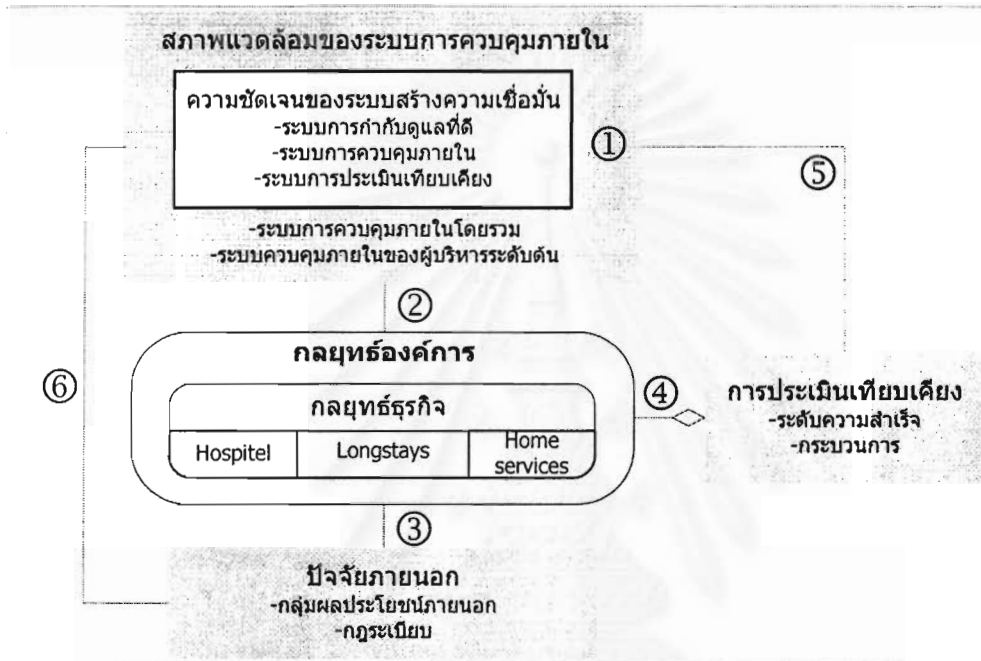 สภาพแวดล้อมของระบบการควบคุมภายใน
ความชัดเจนของระบบสร้างความเชื่อมั่น
-ระบบการกำกับดูแลที่ดี
-ระบบการควบคุมภายใน
-ระบบการประเมินเทียบเคียง
①
⑤
-ระบบการควบคุมภายในโดยรวม
-ระบบควบคุมภายในของผู้บริหารระดับต้น
②
กลยุทธ์องค์การ
⑥
กลยุทธ์ธุรกิจ
Hospitel
Longstays
Home
services
④
การประเมินเทียบเคียง
-ระดับความสำเร็จ
-กระบวนการ
③
ปัจจัยภายนอก
-กลุ่มผลประโยชน์ภายนอก
-กฎระเบียบ